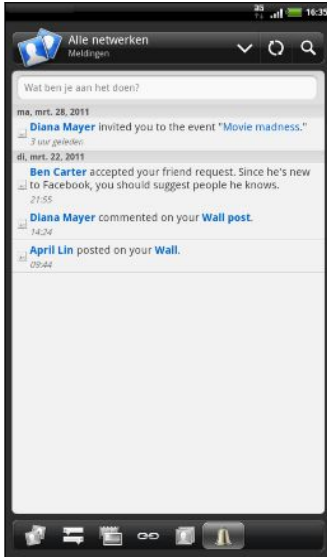 3G 16:35
Alle netwerken
Meldingen
Wat ben je aan het doen?
ma, mrt. 28, 2011
Diana Mayer invited you to the event "Movie madness."
3 uur geleden
di, mrt. 22, 2011
Ben Carter accepted your friend request. Since he's new
to Facebook, you should suggest people he knows.
21:55
Diana Mayer commented on your Wall post.
14:24
April Lin posted on your Wall.
09:44